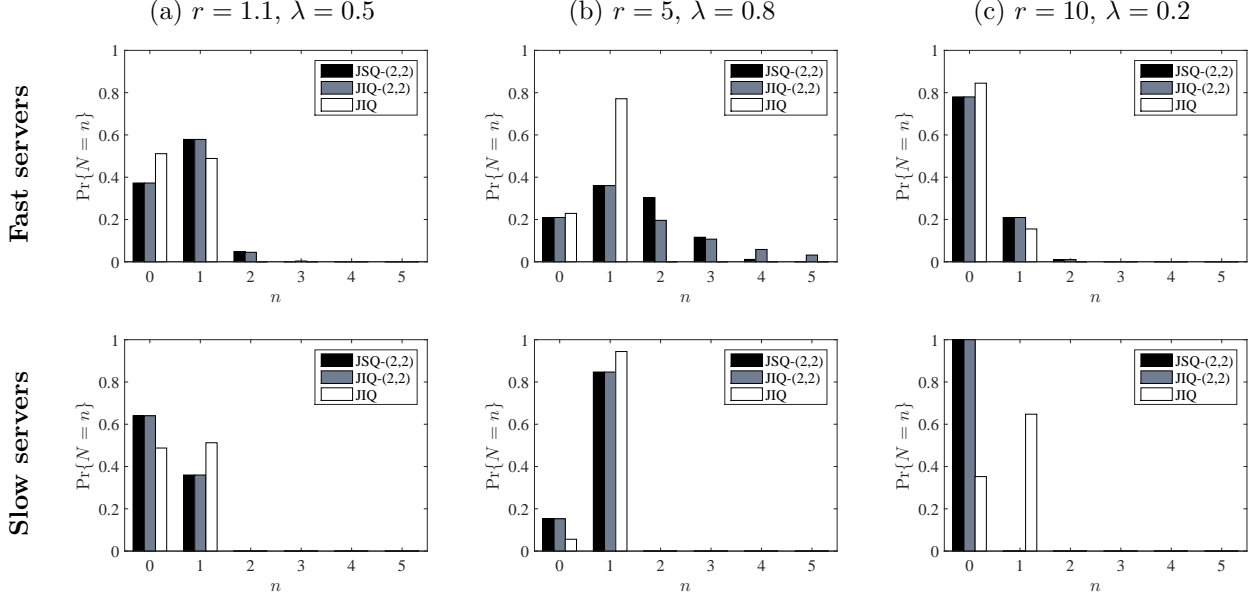 (a) r = 1.1, λ = 0.5
(b) r = 5, λ = 0.8
(c) r = 10, λ = 0.2
Fast servers
Pr{N = n}
1
0.8
0.6
0.4
0.2
0
0 1 2 3 4 5
n
JSQ-(2,2)
JIQ-(2,2)
JIQ
Pr{N = n}
1
0.8
0.6
0.4
0.2
0
0 1 2 3 4 5
n
JSQ-(2,2)
JIQ-(2,2)
JIQ
Pr{N = n}
1
0.8
0.6
0.4
0.2
0
0 1 2 3 4 5
n
JSQ-(2,2)
JIQ-(2,2)
JIQ
Slow servers
Pr{N = n}
1
0.8
0.6
0.4
0.2
0
0 1 2 3 4 5
n
JSQ-(2,2)
JIQ-(2,2)
JIQ
Pr{N = n}
1
0.8
0.6
0.4
0.2
0
0 1 2 3 4 5
n
JSQ-(2,2)
JIQ-(2,2)
JIQ
Pr{N = n}
1
0.8
0.6
0.4
0.2
0
0 1 2 3 4 5
n
JSQ-(2,2)
JIQ-(2,2)
JIQ